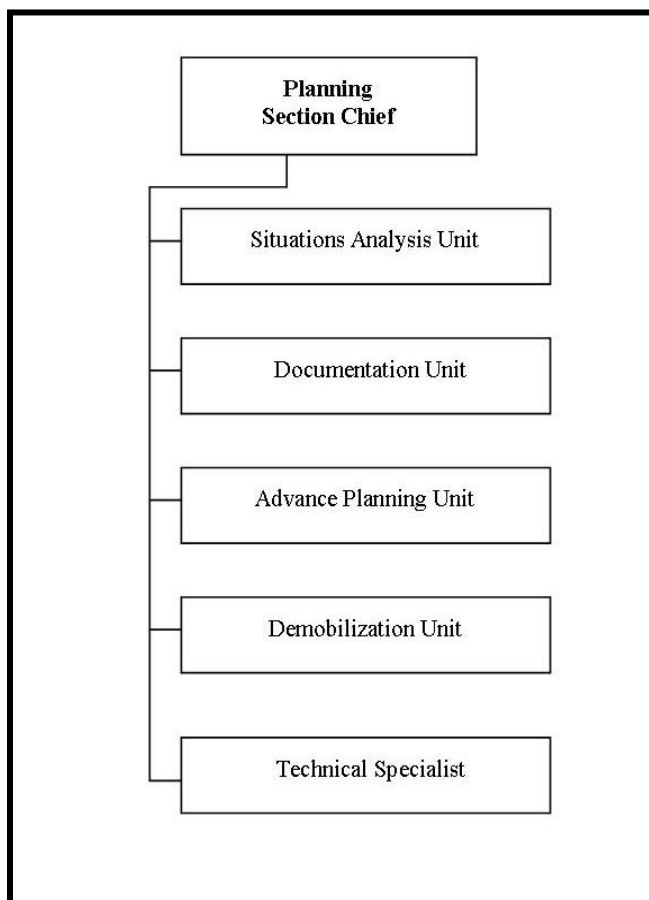 Planning
Section Chief
Situations Analysis Unit
Documentation Unit
Advance Planning Unit
Demobilization Unit
Technical Specialist